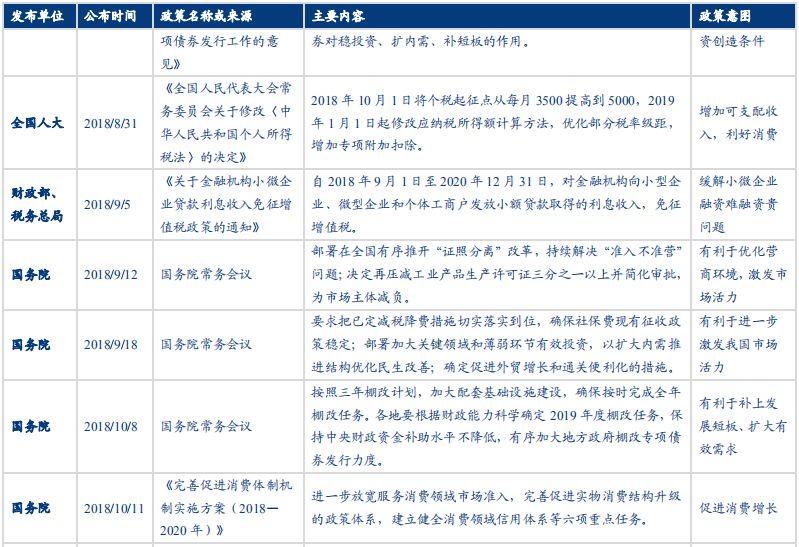 发布单位 公布时间 政策名称或来源 主要内容 政策意图
项债券发行工作的意
见》
券对稳投资、扩内需、补短板的作用。
资创造条件
全国人大
2018/8/31
《全国人民代表大会常
务委员会关于修改〈中
华人民共和国个人所得
税法〉的决定》
2018 年 10 月 1 日将个税起征点从每月 3500 提高到 5000，2019
年 1 月 1 日起修改应纳税所得额计算方法，优化部分税率级距，
增加专项附加扣除。
增加可支配收
入，利好消费
财政部、
税务总局
2018/9/5
《关于金融机构小微企
业贷款利息收入免征增
值税政策的通知》
自 2018 年 9 月 1 日至 2020 年 12 月 31 日，对金融机构向小型企
业、微型企业和个体工商户发放小额贷款取得的利息收入，免征
增值税。
缓解小微企业
融资难融资贵
问题
国务院
2018/9/12
国务院常务会议
部署在全国有序推开“证照分离”改革，持续解决“准入不准营”
问题；决定再压减工业产品生产许可证三分之一以上并简化审批，
为市场主体减负。
有利于优化营
商环境，激发市
场活力
国务院
2018/9/18
国务院常务会议
要求把已定减税降费措施切实落实到位，确保社保费现有征收政
策稳定；部署加大关键领域和薄弱环节有效投资，以扩大内需推
进结构优化民生改善；确定促进外贸增长和通关便利化的措施。
有利于进一步
激发我国市场
活力
国务院
2018/10/8
国务院常务会议
按照三年棚改计划，加大配套基础设施建设，确保按时完成全年
棚改任务。各地要根据财政能力科学确定 2019 年度棚改任务，保
持中央财政资金补助水平不降低，有序加大地方政府棚改专项债
券发行力度。
有利于补上发
展短板、扩大有
效需求
国务院
2018/10/11
《完善促进消费体制机
制实施方案（2018—
2020 年）》
进一步放宽服务消费领域市场准入，完善促进实物消费结构升级
的政策体系，建立健全消费领域信用体系等六项重点任务。
促进消费增长